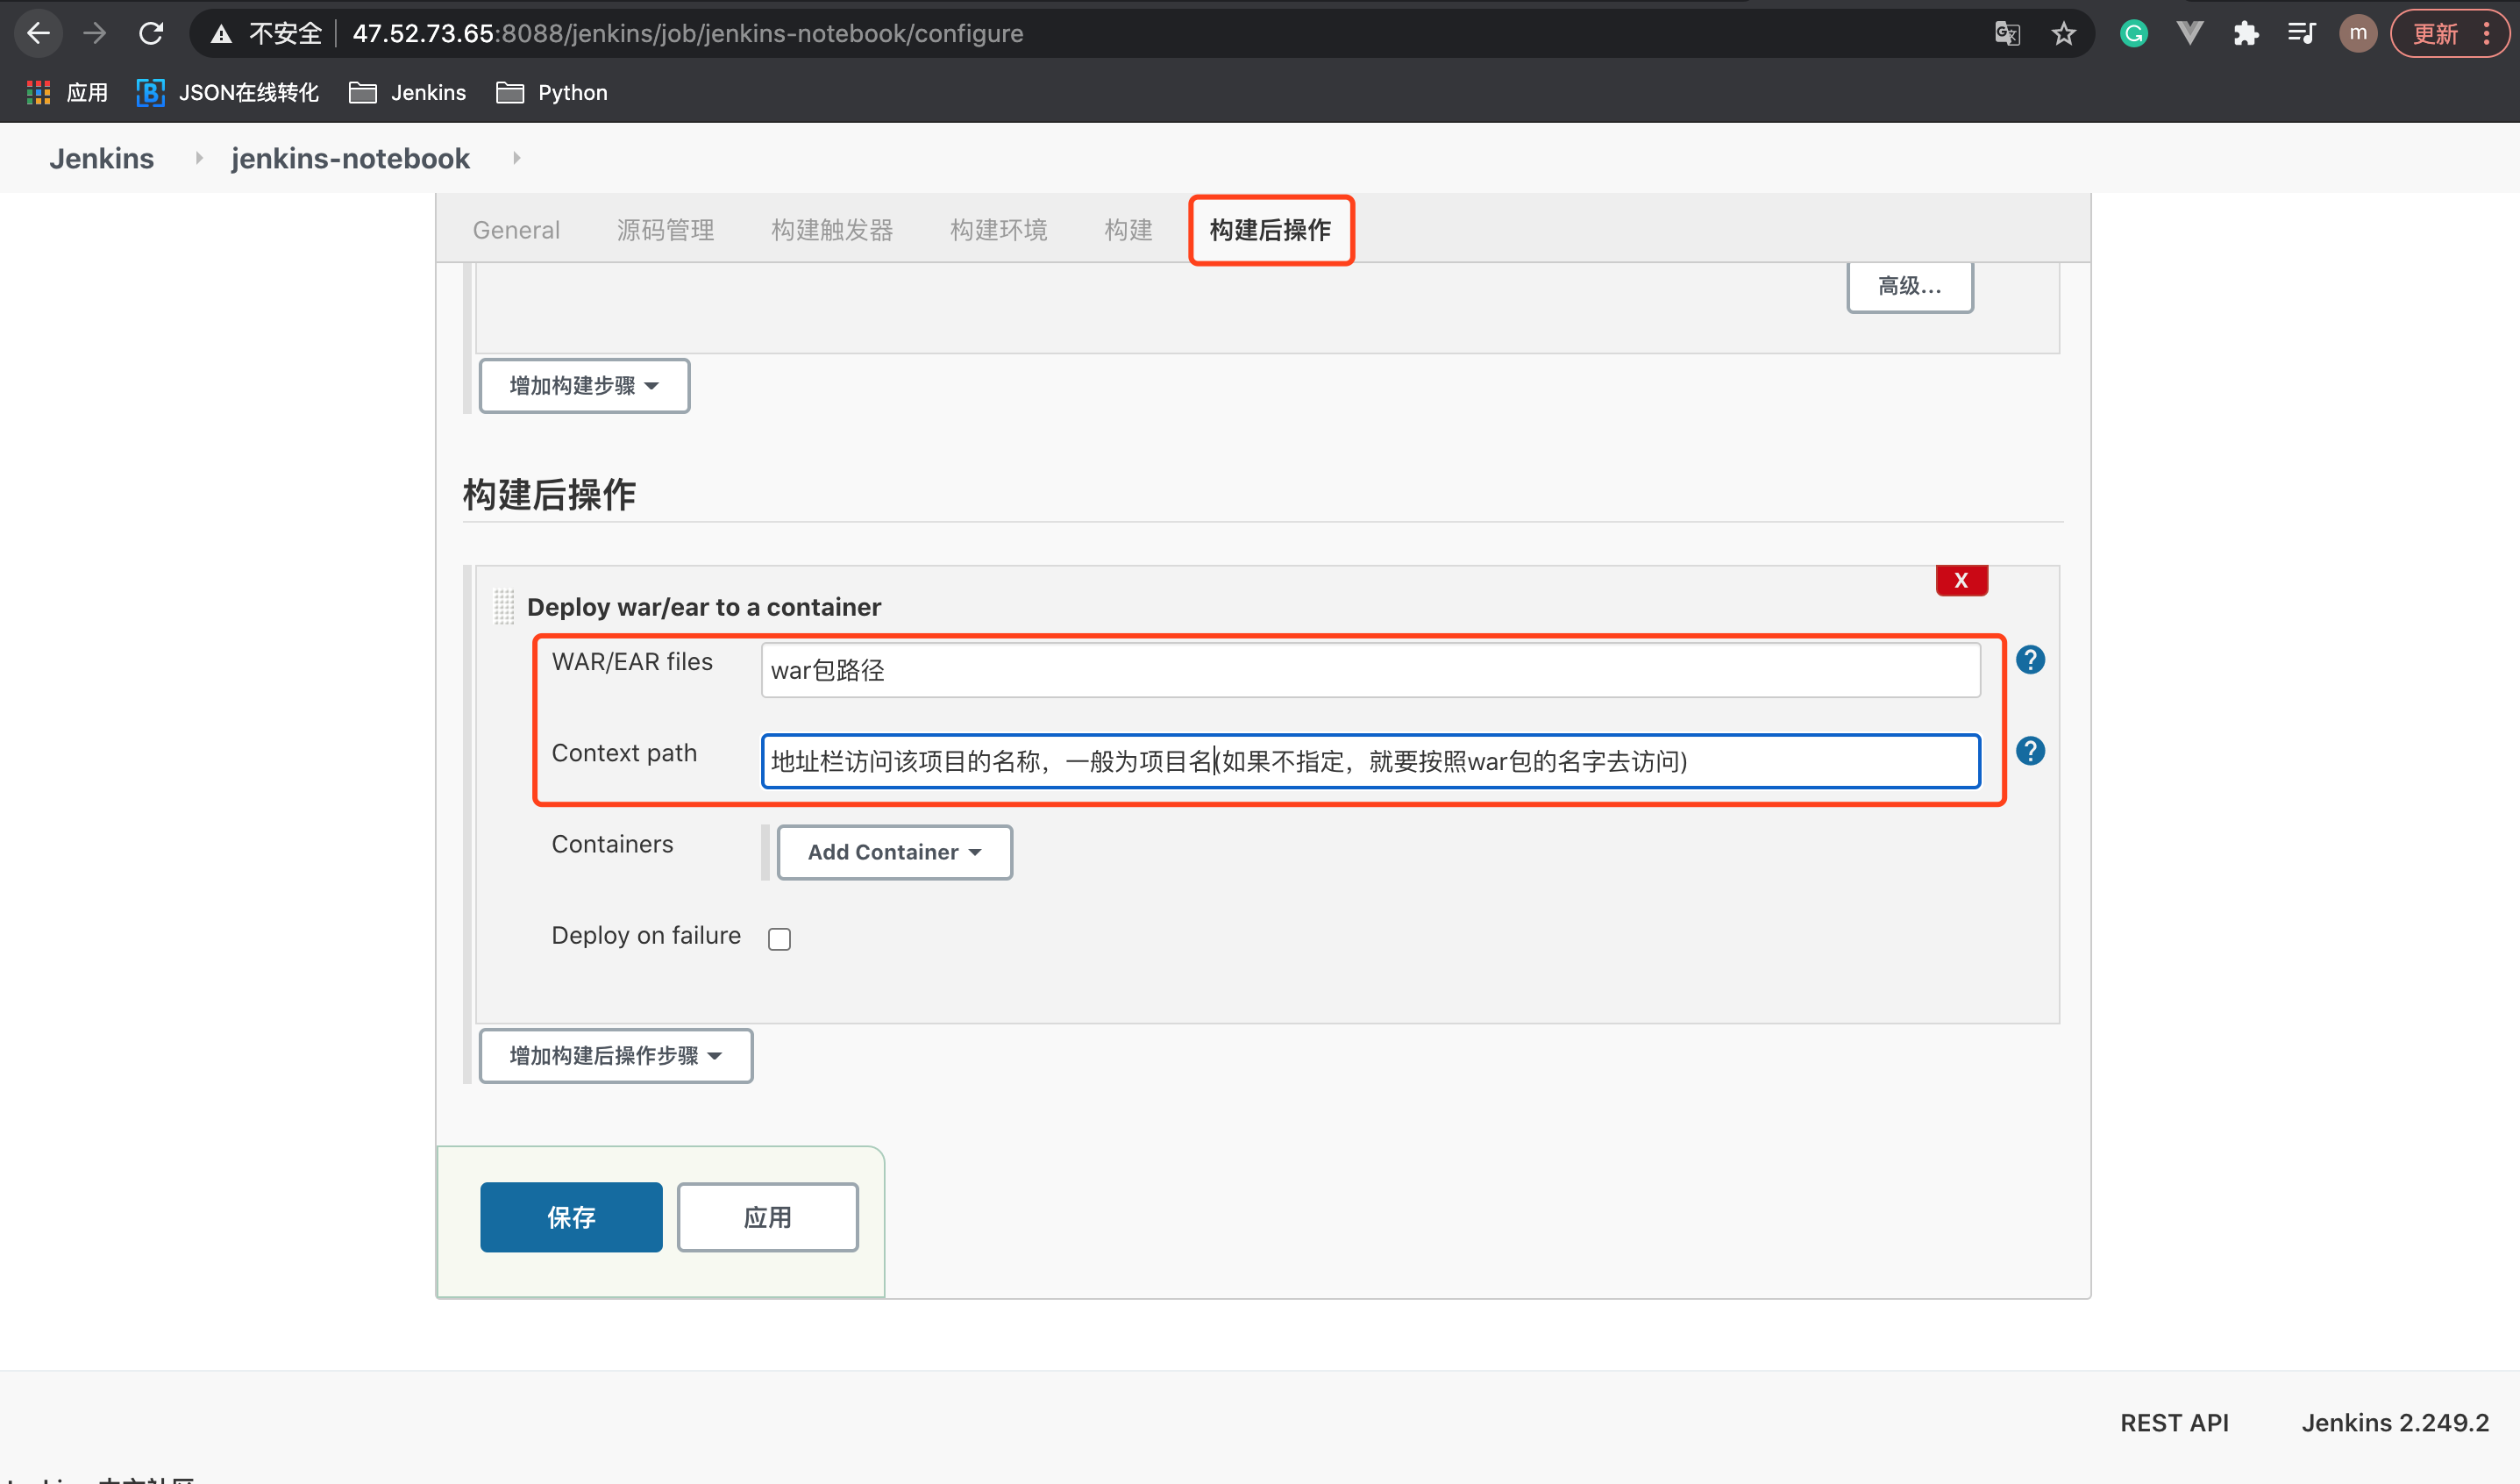 不安全 47.52.73.65:8088/jenkins/job/jenkins-notebook/configure m 更新
应用 JSON在线转化 Jenkins Python
Jenkins jenkins-notebook
General 源码管理 构建触发器 构建环境 构建 构建后操作
高级...
增加构建步骤
构建后操作
X
Deploy war/ear to a container
WAR/EAR files war包路径 ?
Context path 地址栏访问该项目的名称，一般为项目名(如果不指定，就要按照war包的名字去访问) ?
Containers Add Container
Deploy on failure
增加构建后操作步骤
保存 应用
REST API Jenkins 2.249.2